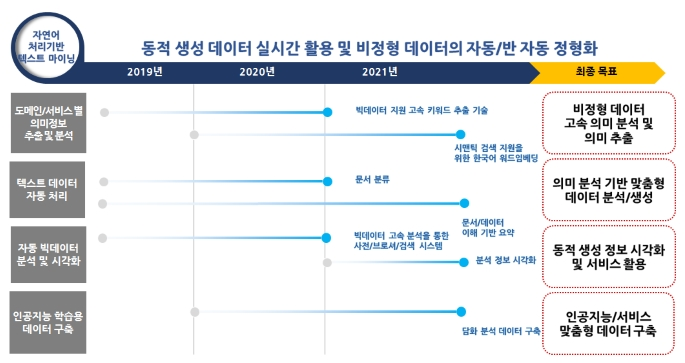 자연어
처리기반
텍스트 마이닝
동적 생성 데이터 실시간 활용 및 비정형 데이터의 자동/반 자동 정형화
2019년
2020년
2021년
최종 목표
도메인/서비스 별
의미정보
추출 및 분석
빅데이터 지원 고속 키워드 추출 기술
시맨틱 검색 지원을
위한 한국어 워드임베딩
비정형 데이터
고속 의미 분석 및
의미 추출
텍스트 데이터
자동 처리
문서 분류
문서/데이터
이해 기반 요약
의미 분석 기반 맞춤형
데이터 분석/생성
자동 빅데이터
분석 및 시각화
빅데이터 고속 분석을 통한
사전/브로셔/검색 시스템
분석 정보 시각화
동적 생성 정보 시각화
및 서비스 활용
인공지능 학습용
데이터 구축
담화 분석 데이터 구축
인공지능/서비스
맞춤형 데이터 구축